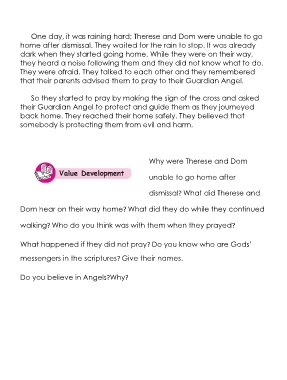 One day, it was raining hard; Therese and Dom were unable to go
home after dismissal. They waited for the rain to stop. It was already
dark when they started going home. While they were on their way,
they heard a noise following them and they did not know what to do.
They were afraid. They talked to each other and they remembered
that their parents advised them to pray to their Guardian Angel.
So they started to pray by making the sign of the cross and asked
their Guardian Angel to protect and guide them as they journeyed
back home. They reached their home safely. They believed that
somebody is protecting them from evil and harm.
Value Development
Why were Therese and Dom
unable to go home after
dismissal? What did Therese and
Dom hear on their way home? What did they do while they continued
walking? Who do you think was with them when they prayed?
What happened if they did not pray? Do you know who are Gods'
messengers in the scriptures? Give their names.
Do you believe in Angels?Why?